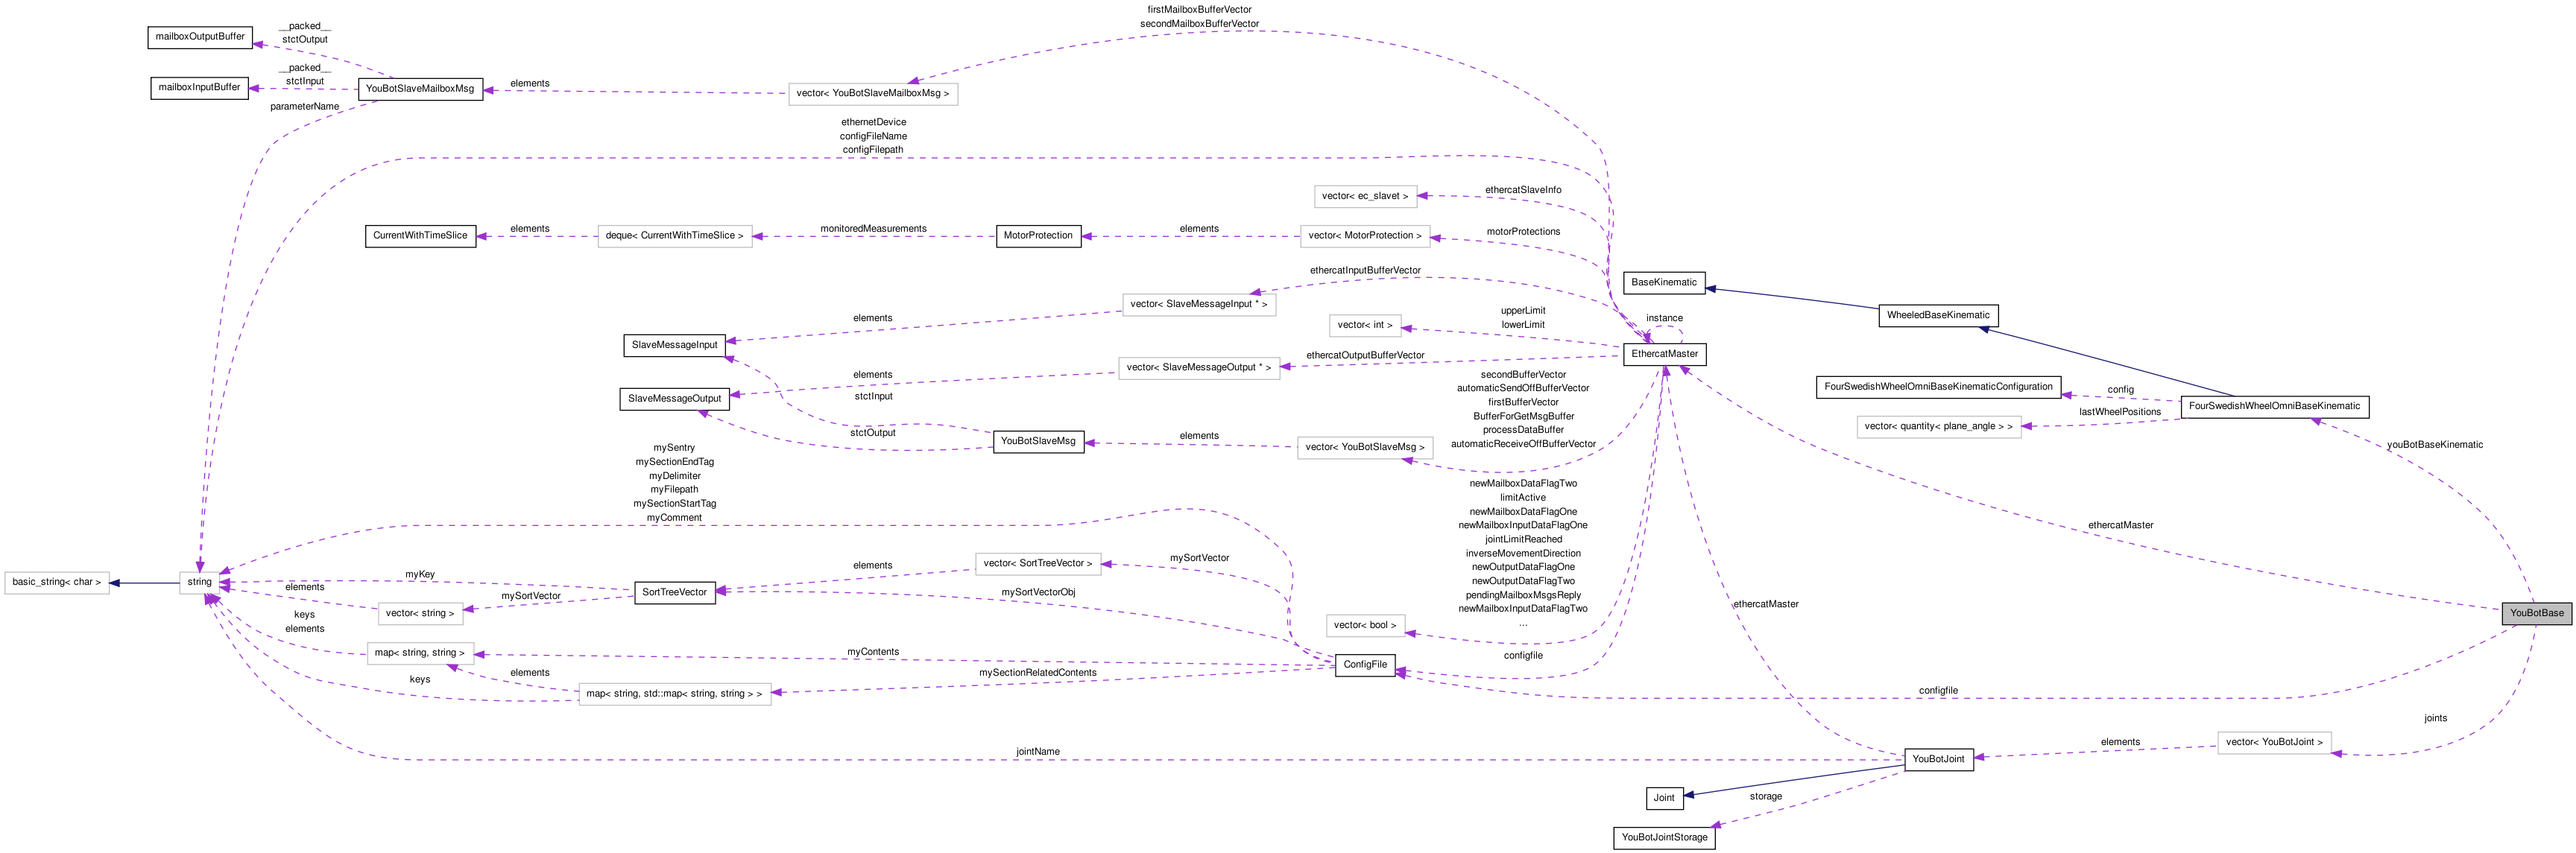 firstMailboxBufferVector
secondMailboxBufferVector
__packed__
stctOutput
mailboxOutputBuffer
__packed__
stctInput
mailboxInputBuffer
YouBotSlaveMailboxMsg
elements
vector< YouBotSlaveMailboxMsg >
parameterName
ethernetDevice
configFileName
configFilepath
vector< ec_slavet >
ethercatSlaveInfo
CurrentWithTimeSlice
elements
deque< CurrentWithTimeSlice >
monitoredMeasurements
MotorProtection
elements
vector< MotorProtection >
motorProtections
ethercatInputBufferVector
BaseKinematic
vector< SlaveMessageInput * >
WheeledBaseKinematic
elements
upperLimit
lowerLimit
vector< int >
instance
SlaveMessageInput
EthercatMaster
ethercatOutputBufferVector
vector< SlaveMessageOutput * >
elements
stctInput
SlaveMessageOutput
secondBufferVector
automaticSendOffBufferVector
firstBufferVector
BufferForGetMsgBuffer
processDataBuffer
automaticReceiveOffBufferVector
FourSwedishWheelOmniBaseKinematicConfiguration
config
FourSwedishWheelOmniBaseKinematic
lastWheelPositions
vector< quantity< plane_angle > >
stctOutput
YouBotSlaveMsg
elements
vector< YouBotSlaveMsg >
youBotBaseKinematic
mySentry
mySectionEndTag
myDelimiter
myFilepath
mySectionStartTag
myComment
newMailboxDataFlagTwo
limitActive
newMailboxDataFlagOne
newMailboxInputDataFlagOne
jointLimitReached
inverseMovementDirection
newOutputDataFlagOne
newOutputDataFlagTwo
pendingMailboxMsgsReply
newMailboxInputDataFlagTwo
...
ethercatMaster
basic_string< char >
string
myKey
elements
vector< string >
mySortVector
SortTreeVector
elements
vector< SortTreeVector >
mySortVector
mySortVectorObj
ethercatMaster
YouBotBase
keys
elements
vector< bool >
map< string, string >
myContents
configfile
ConfigFile
keys
elements
map< string, std::map< string, string > >
mySectionRelatedContents
configfile
joints
jointName
YouBotJoint
elements
vector< YouBotJoint >
Joint
storage
YouBotJointStorage